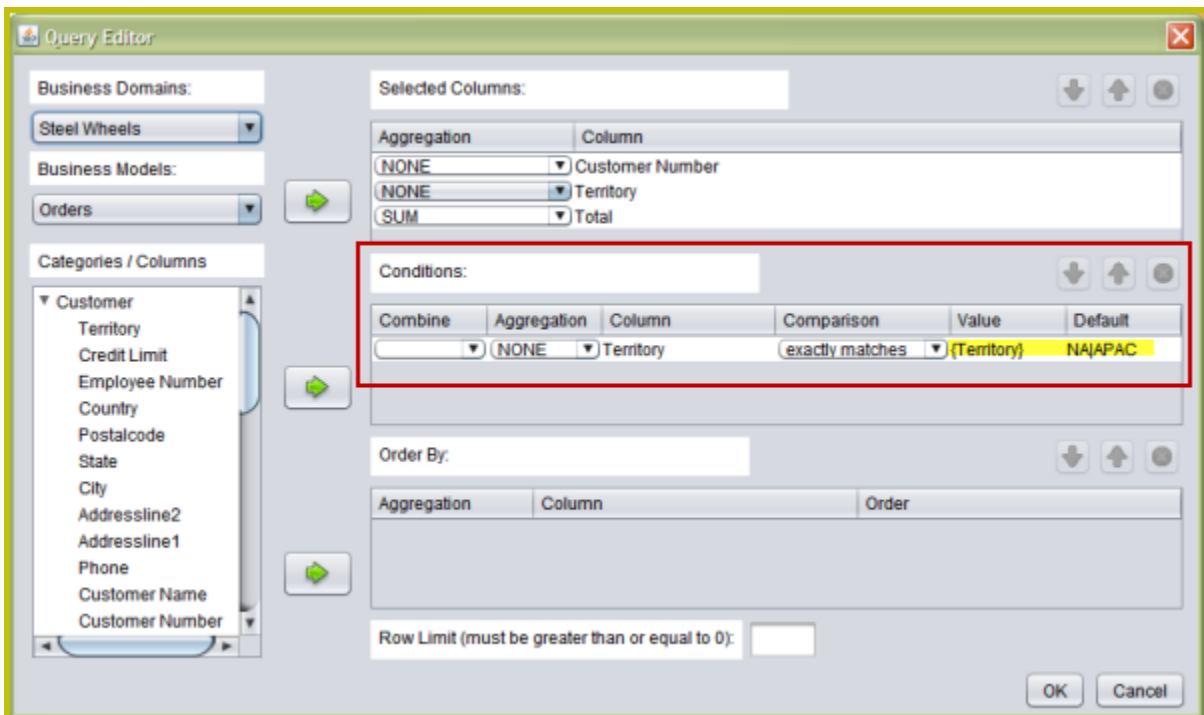 Query Editor
Business Domains:
Steel Wheels
Business Models:
Orders
Categories / Columns
Customer
Territory
Credit Limit
Employee Number
Country
Postalcode
State
City
Addressline2
Addressline1
Phone
Customer Name
Customer Number
Selected Columns:
Aggregation Column
NONE Customer Number
NONE Territory
SUM Total
Conditions:
Combine Aggregation Column Comparison Value Default
NONE Territory exactly matches {Territory} NA|APAC
Order By:
Aggregation Column Order
Row Limit (must be greater than or equal to 0):
OK Cancel